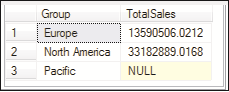 Group TotalSales
1 Europe 13590506.0212
2 North America 33182889.0168
3 Pacific NULL